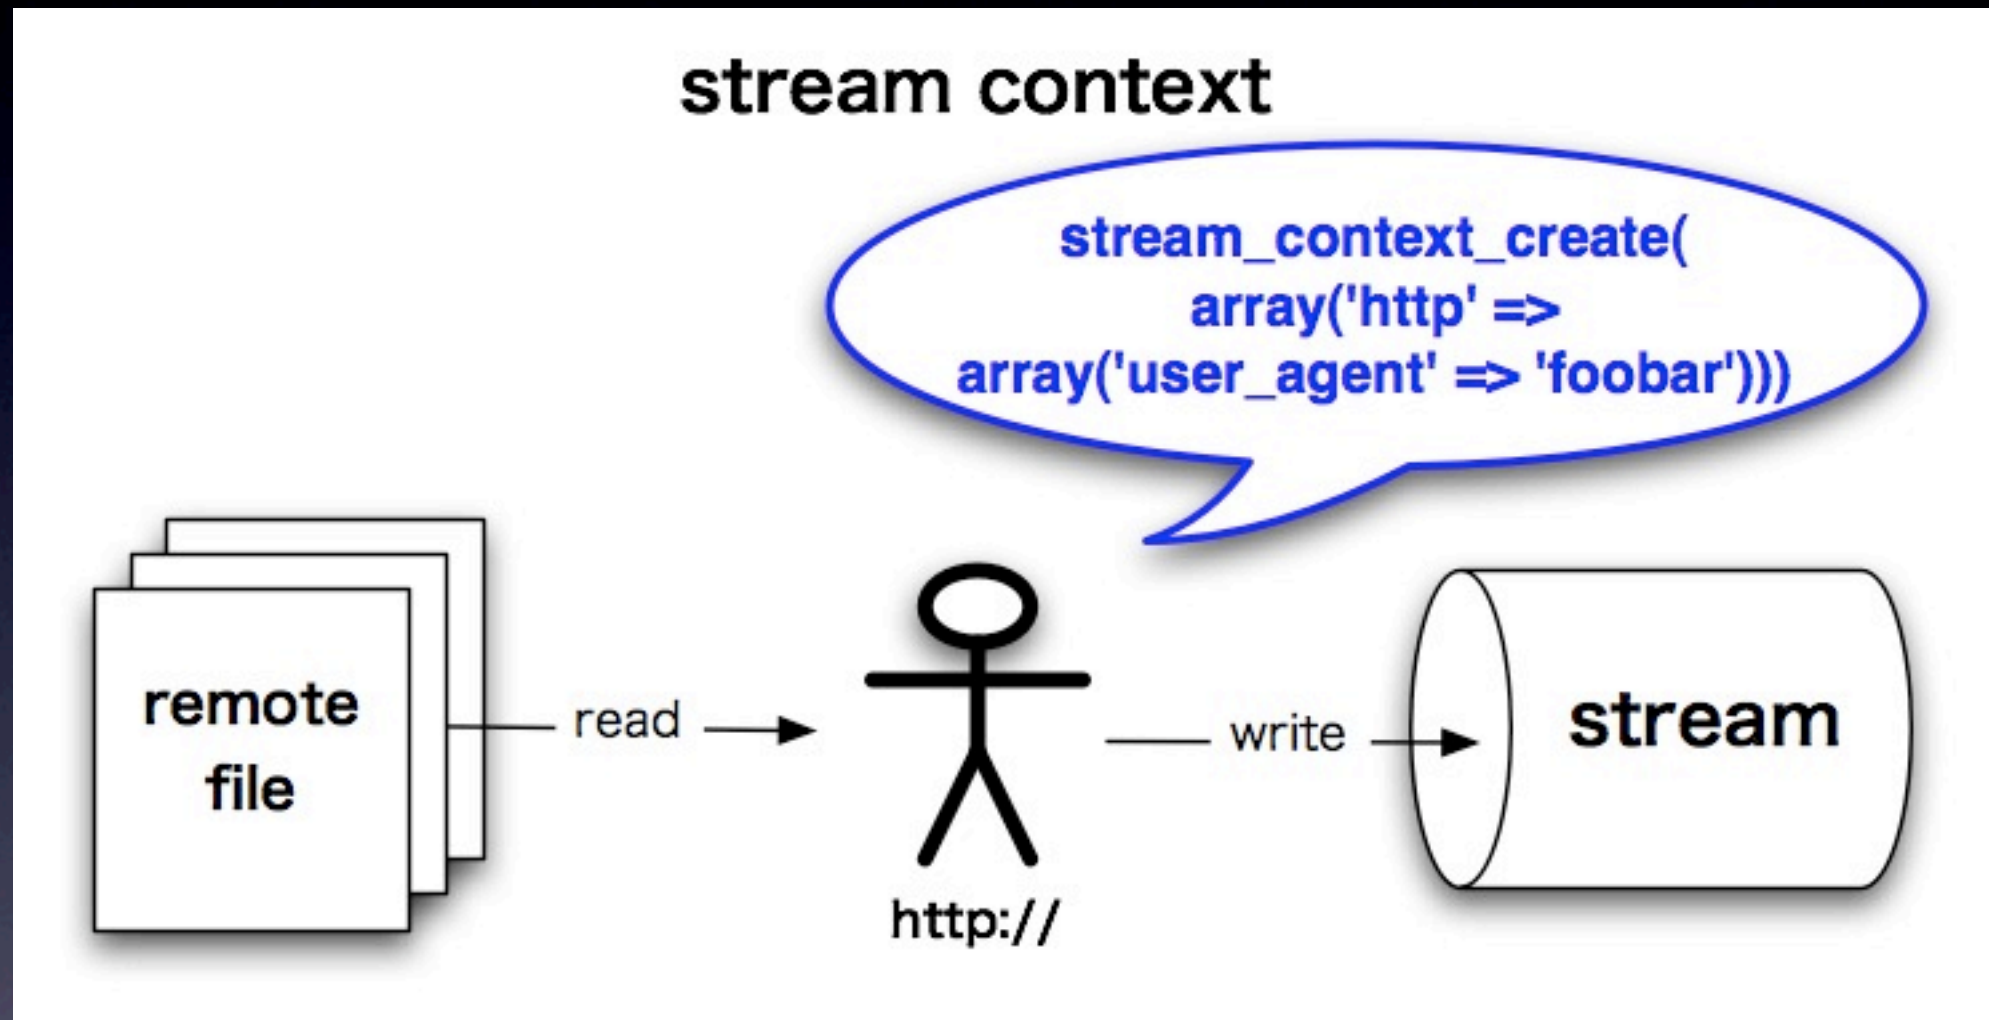 stream context
stream_context_create(
array('http' =>
array('user_agent' => 'foobar')))
remote
file
read
write
stream
http://